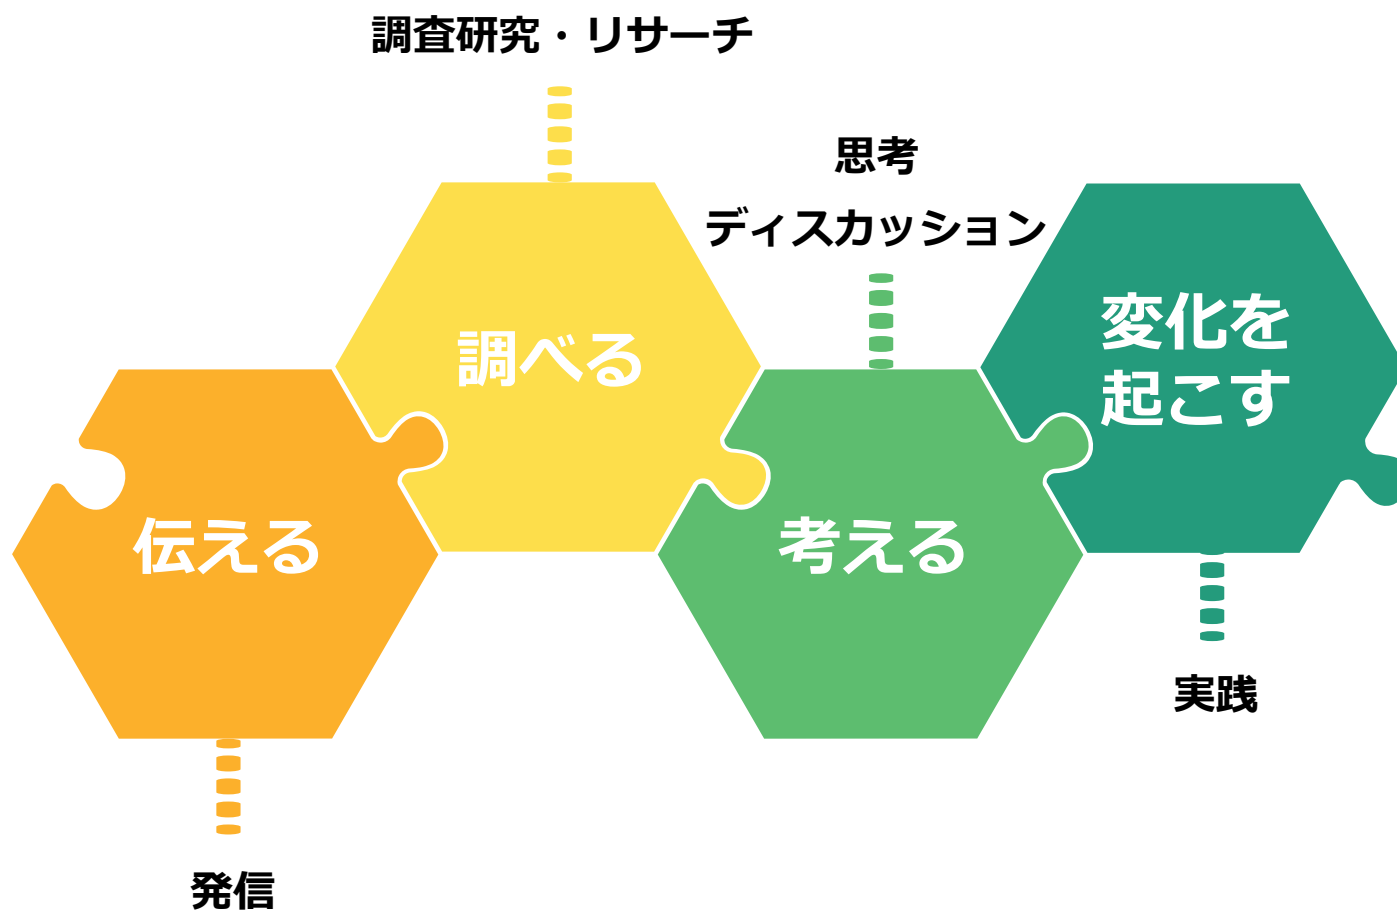 調査研究・リサーチ
思考
ディスカッション
変化を
起こす
調べる
伝える
考える
実践
発信